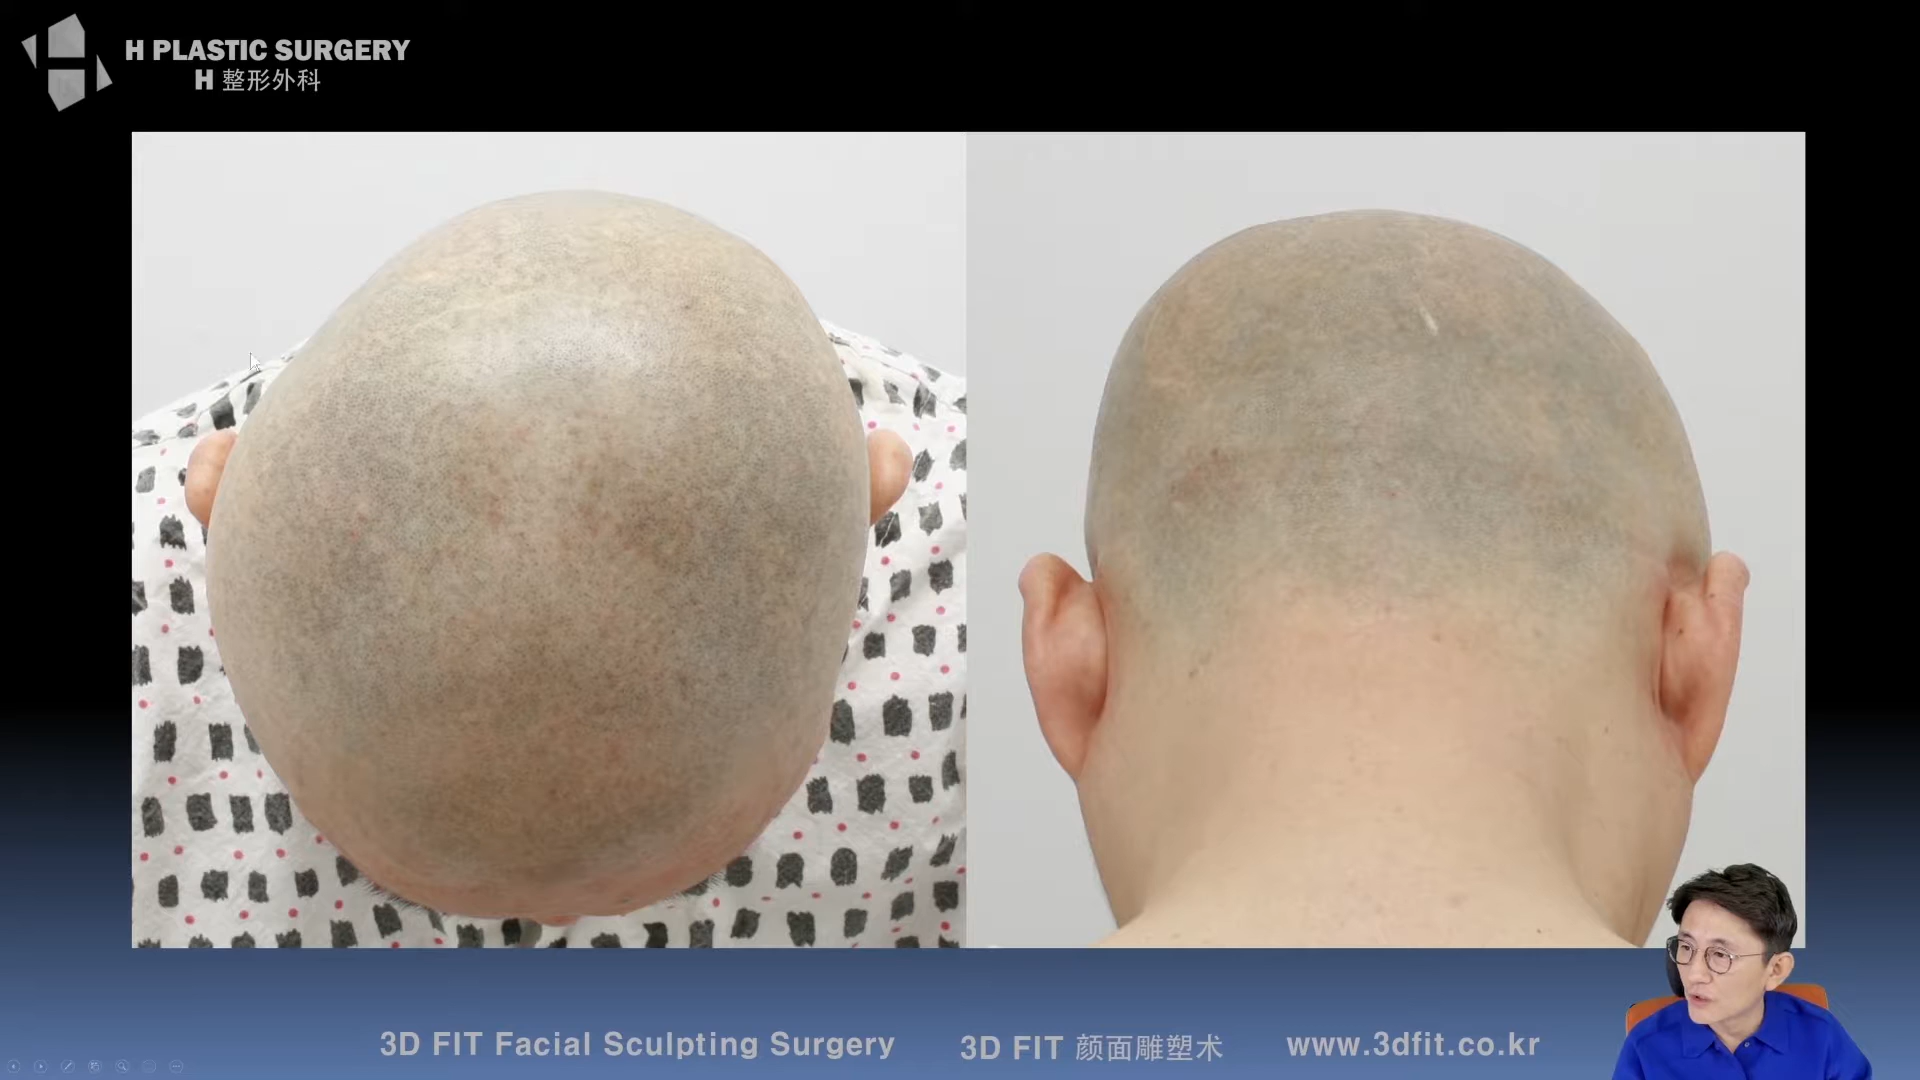 H PLASTIC SURGERY
H 整形外科
3D FIT Facial Sculpting Surgery 3D FIT 颜面雕塑术 www.3dfit.co.kr